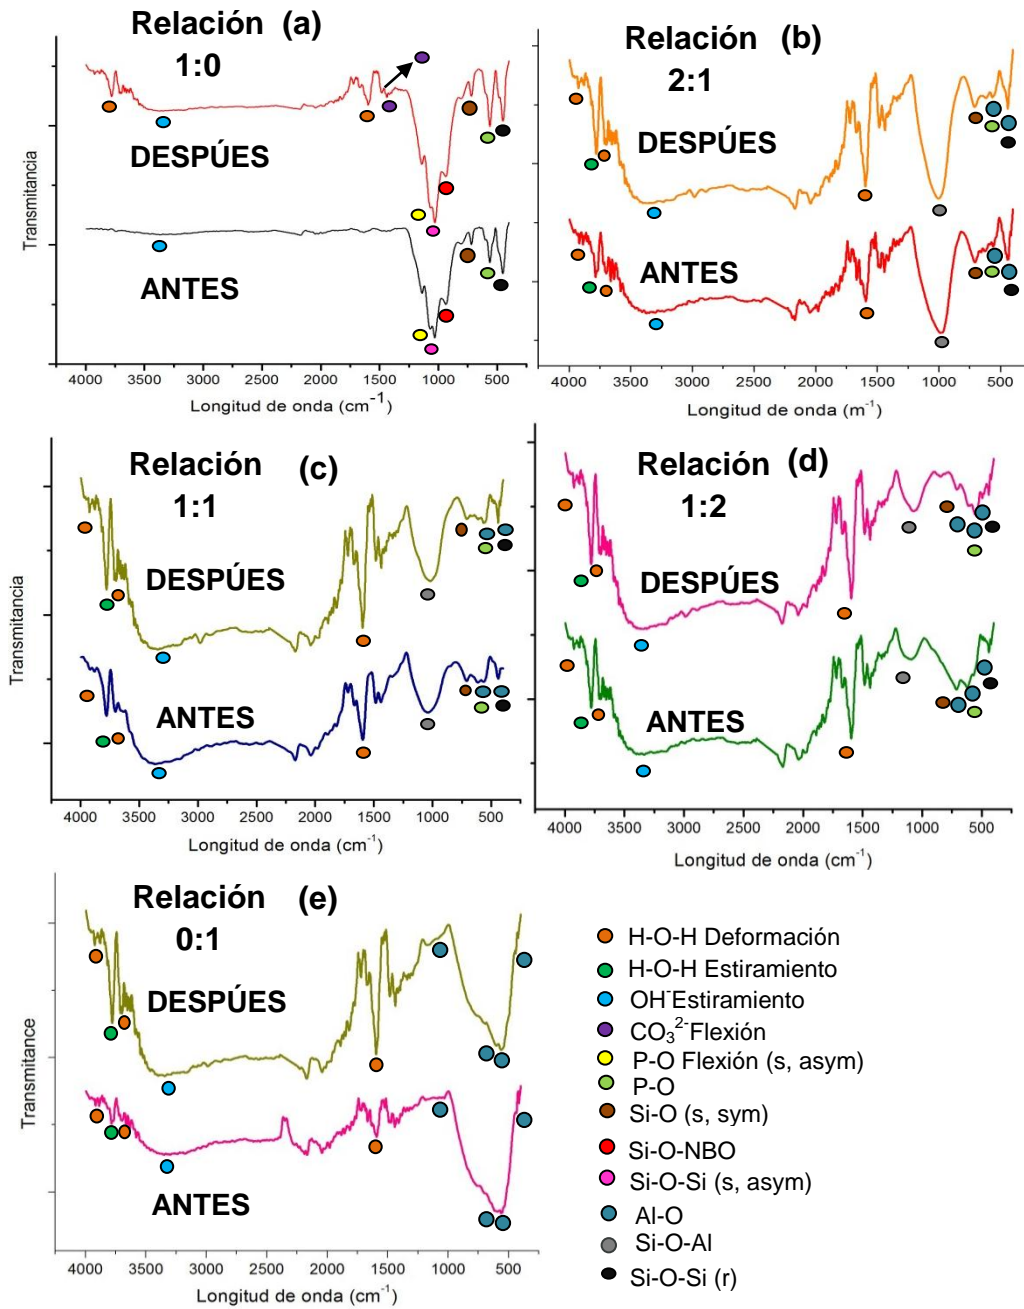 Relación (a)
1:0
DESPÚES
ANTES
Transmitancia
4000 3500 3000 2500 2000 1500 1000 500
Longitud de onda (cm⁻¹)
Relación (b)
2:1
DESPÚES
ANTES
4000 3500 3000 2500 2000 1500 1000 500
Longitud de onda (m⁻¹)
Relación (c)
1:1
DESPÚES
ANTES
Transmitancia
4000 3500 3000 2500 2000 1500 1000 500
Longitud de onda (cm⁻¹)
Relación (d)
1:2
DESPÚES
ANTES
4000 3500 3000 2500 2000 1500 1000 500
Longitud de onda (cm⁻¹)
Relación (e)
0:1
DESPÚES
ANTES
Transmitance
4000 3500 3000 2500 2000 1500 1000 500
Longitud de onda (cm⁻¹)
H-O-H Deformación
H-O-H Estiramiento
OH⁻Estiramiento
CO₃²⁻Flexión
P-O Flexión (s, asym)
P-O
Si-O (s, sym)
Si-O-NBO
Si-O-Si (s, asym)
Al-O
Si-O-Al
Si-O-Si (r)